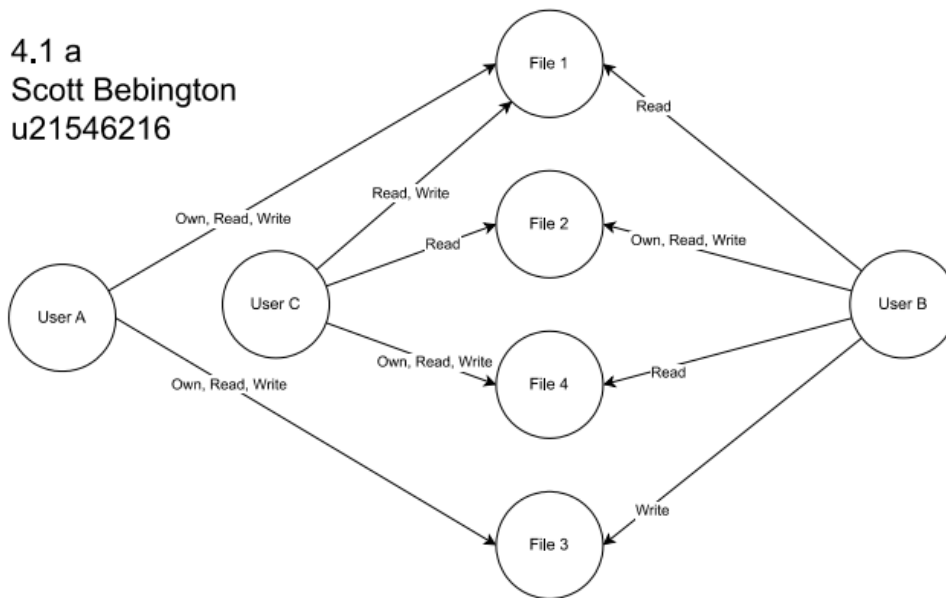 4.1 a
Scott Bebington
u21546216
File 1
Read
Read, Write
Own, Read, Write
File 2
Read
Own, Read, Write
User A
User C
User B
Own, Read, Write
Own, Read, Write
File 4
Read
Write
File 3